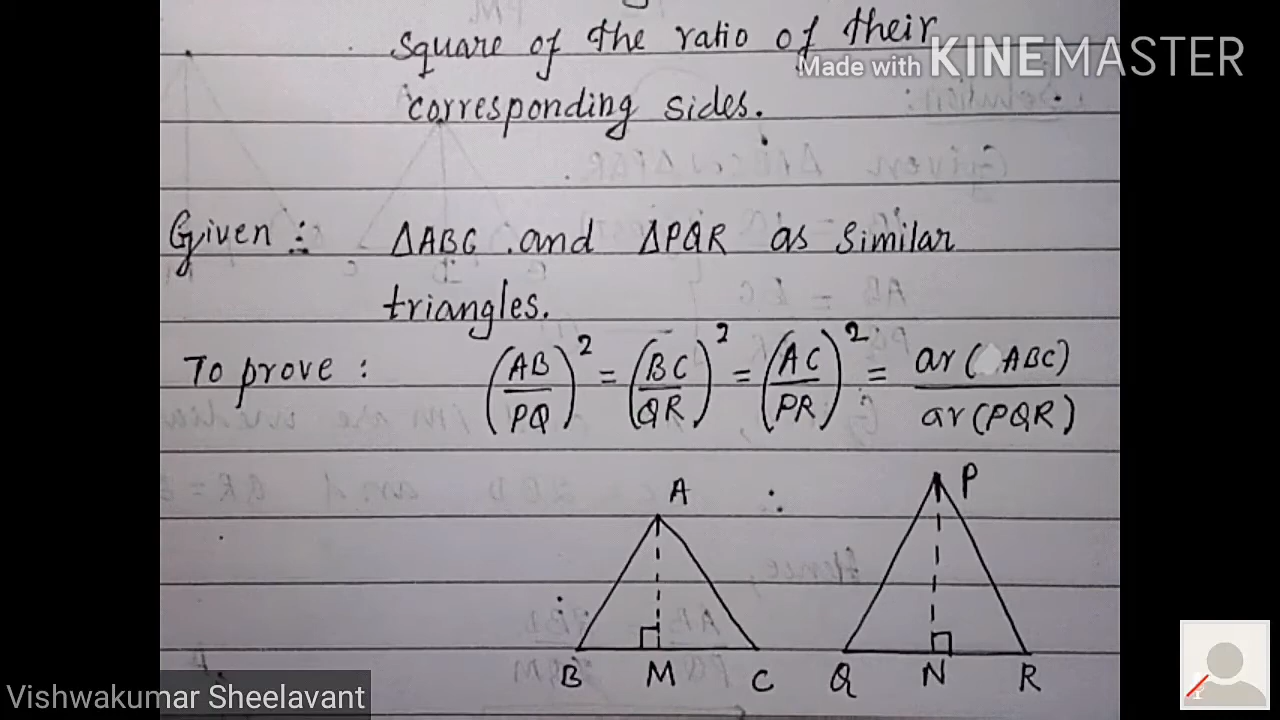 square of the ratio of their
Made with KINEMASTER
corresponding sides.
Given : ΔABC and ΔPQR as similar
triangles.
To prove : (AB/PQ)² = (BC/QR)² = (AC/PR)² = ar( ABC)/ar(PQR)
A P
B M C Q N R
Vishwakumar Sheelavant